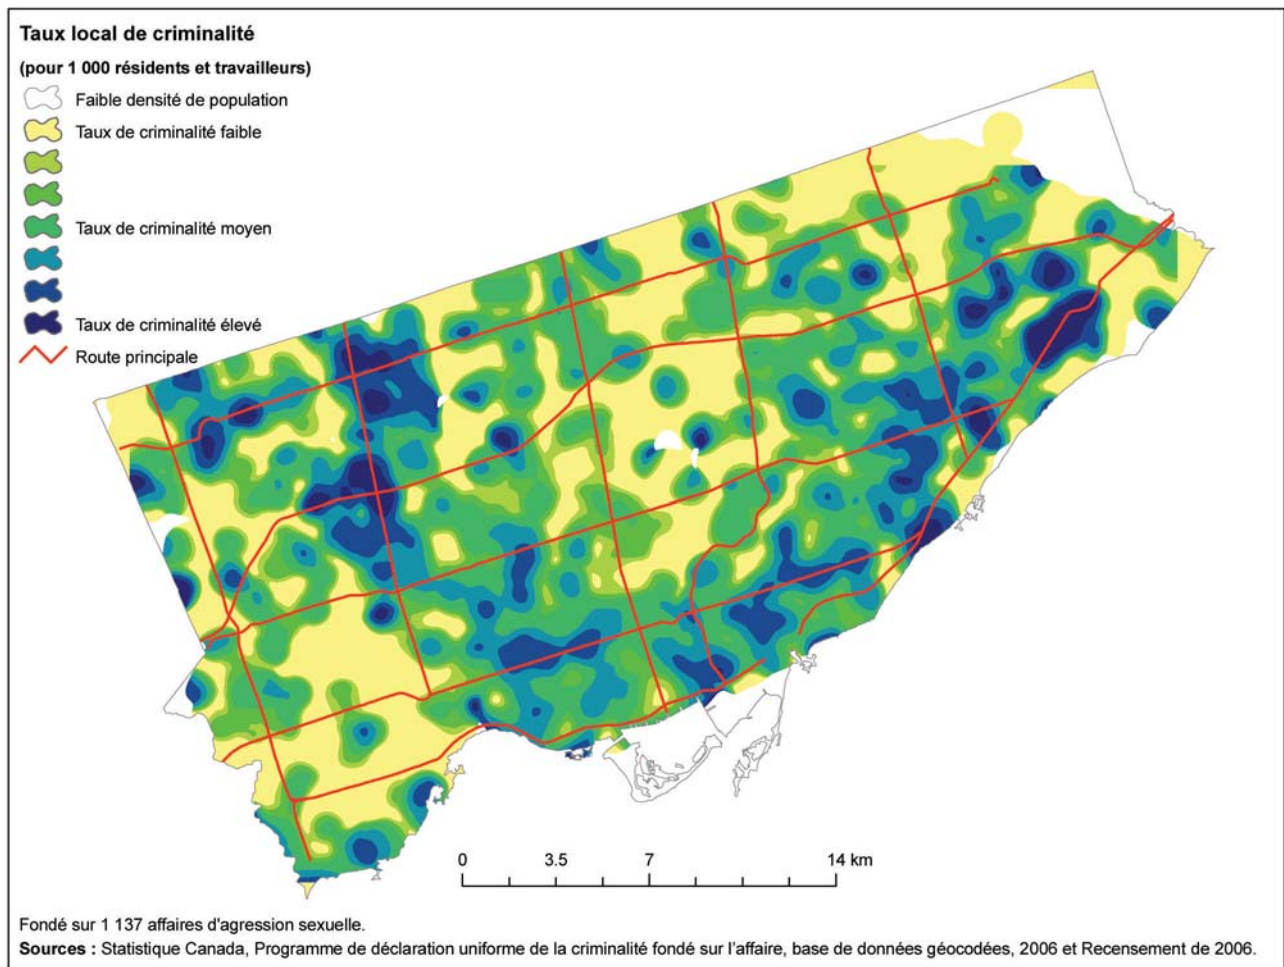 Taux local de criminalité
(pour 1 000 résidents et travailleurs)
Faible densité de population
Taux de criminalité faible
Taux de criminalité moyen
Taux de criminalité élevé
Route principale
0 3.5 7 14 km
Fondé sur 1 137 affaires d'agression sexuelle.
Sources : Statistique Canada, Programme de déclaration uniforme de la criminalité fondé sur l'affaire, base de données géocodées, 2006 et Recensement de 2006.